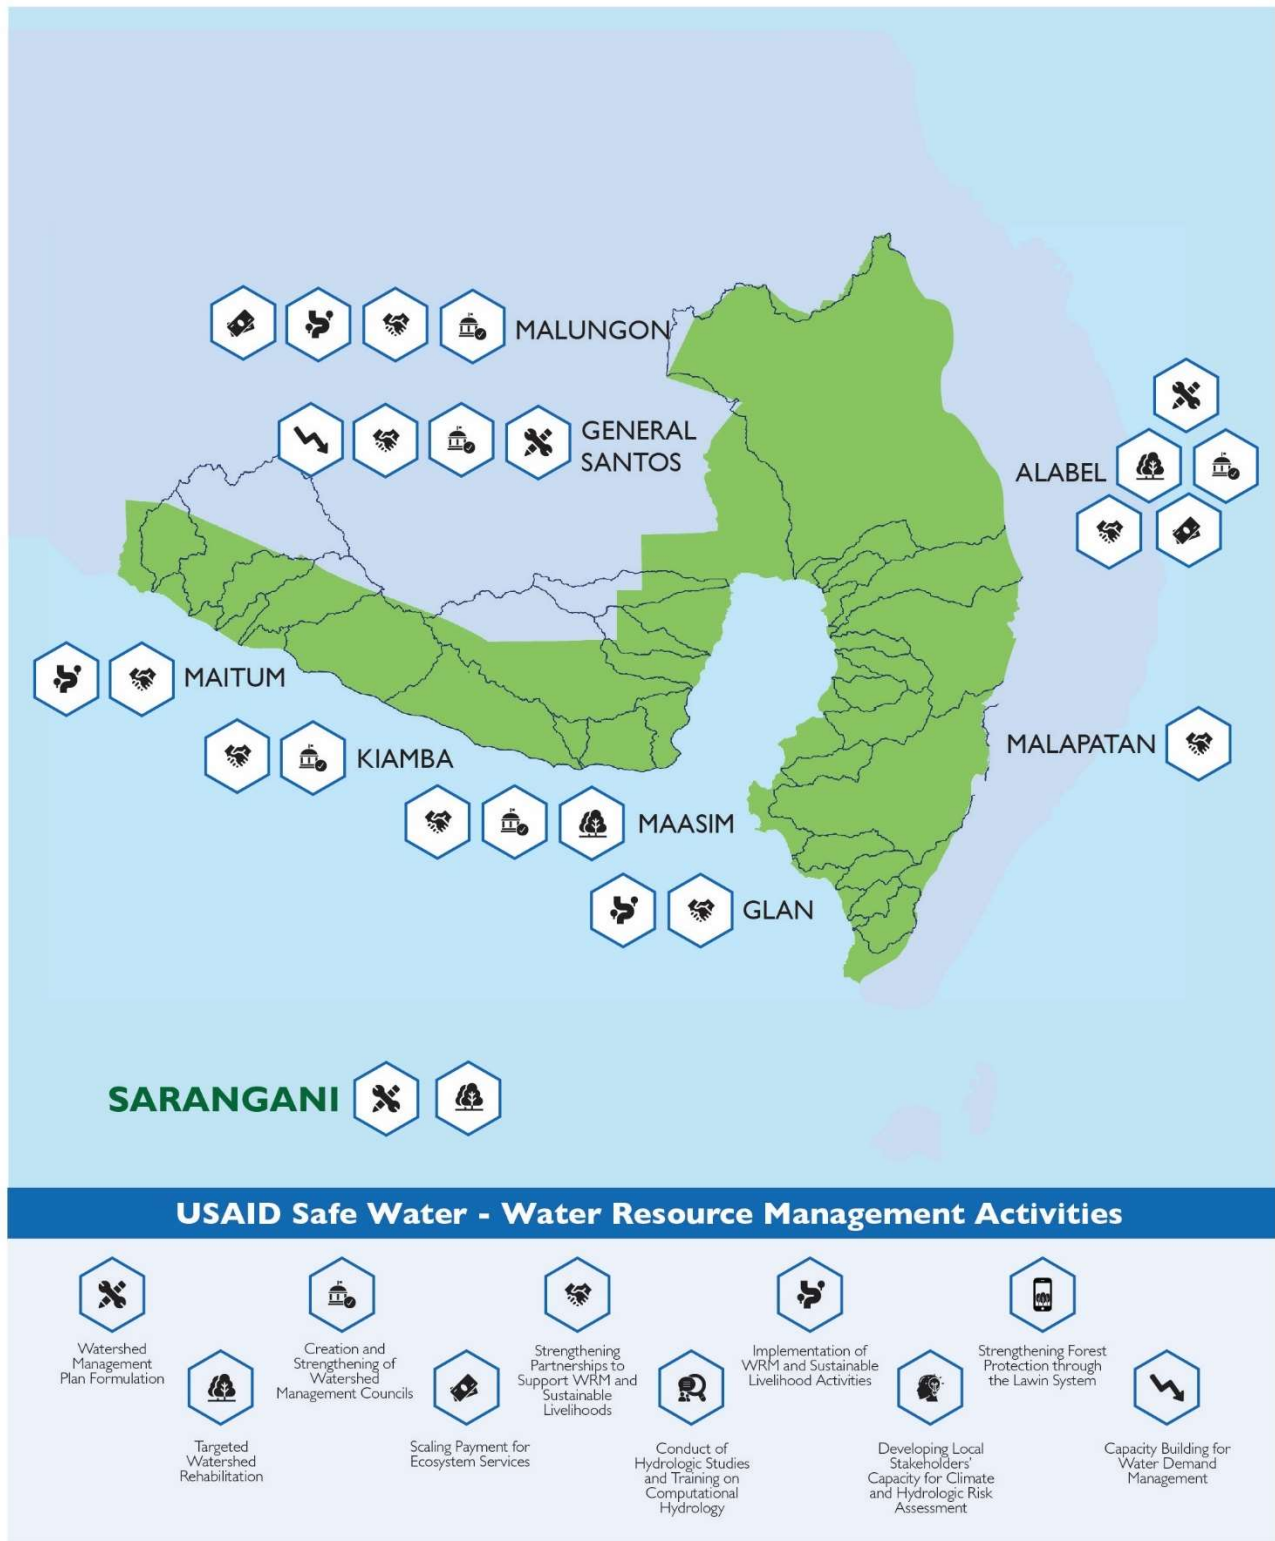 MALUNGON
GENERAL
SANTOS
ALABEL
MAITUM
MALAPATAN
KIAMBA
MAASIM
GLAN
SARANGANI
USAID Safe Water - Water Resource Management Activities
Watershed
Management
Plan Formulation
Targeted
Watershed
Rehabilitation
Creation and
Strengthening of
Watershed
Management Councils
Scaling Payment for
Ecosystem Services
Strengthening
Partnerships to
Support WRM and
Sustainable
Livelihoods
Conduct of
Hydrologic Studies
and Training on
Computational
Hydrology
Implementation of
WRM and Sustainable
Livelihood Activities
Developing Local
Stakeholders'
Capacity for Climate
and Hydrologic Risk
Assessment
Strengthening Forest
Protection through
the Lawin System
Capacity Building for
Water Demand
Management